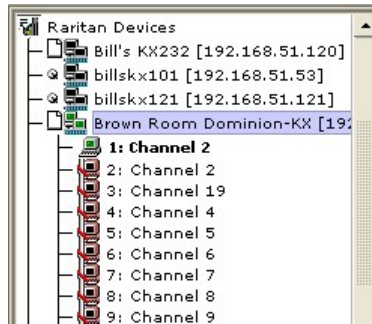 Raritan Devices
Bill's KX232 [192.168.51.120]
billskx101 [192.168.51.53]
billskx121 [192.168.51.121]
Brown Room Dominion-KX [192
1: Channel 2
2: Channel 2
3: Channel 19
4: Channel 4
5: Channel 5
6: Channel 6
7: Channel 7
8: Channel 8
9: Channel 9